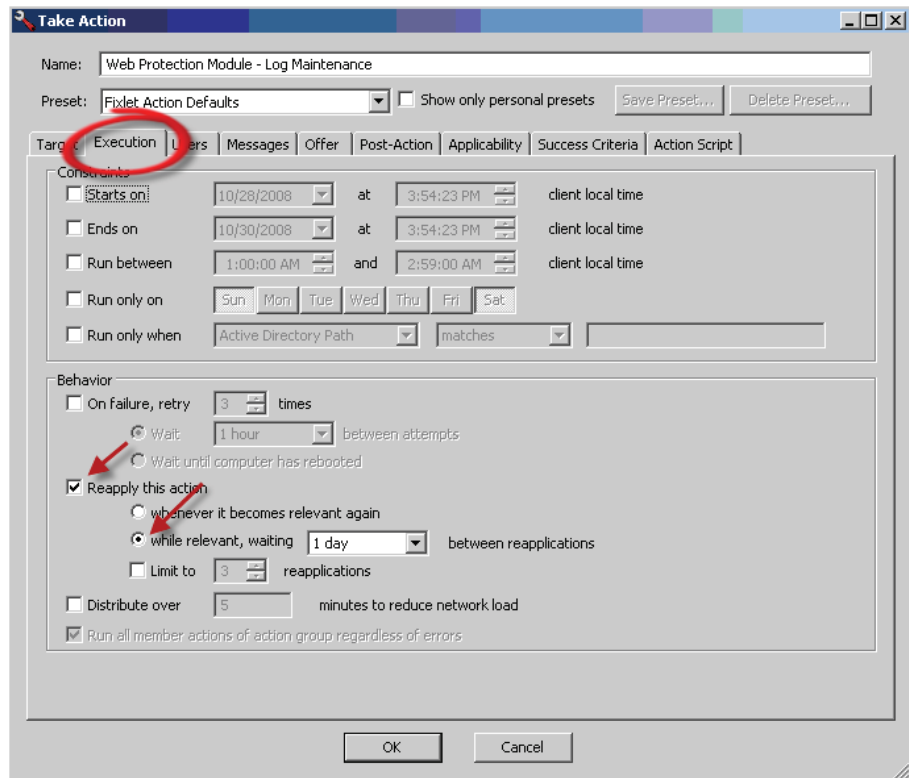 Take Action
Name: Web Protection Module - Log Maintenance
Preset: Fixlet Action Defaults Show only personal presets Save Preset... Delete Preset...
Target Execution Users Messages Offer Post-Action Applicability Success Criteria Action Script
Constraints
Starts on 10/28/2008 at 3:54:23 PM client local time
Ends on 10/30/2008 at 3:54:23 PM client local time
Run between 1:00:00 AM and 2:59:00 AM client local time
Run only on Sun Mon Tue Wed Thu Fri Sat
Run only when Active Directory Path matches
Behavior
On failure, retry 3 times
Wait 1 hour between attempts
Wait until computer has rebooted
Reapply this action
whenever it becomes relevant again
while relevant, waiting 1 day between reapplications
Limit to 3 reapplications
Distribute over 5 minutes to reduce network load
Run all member actions of action group regardless of errors
OK Cancel